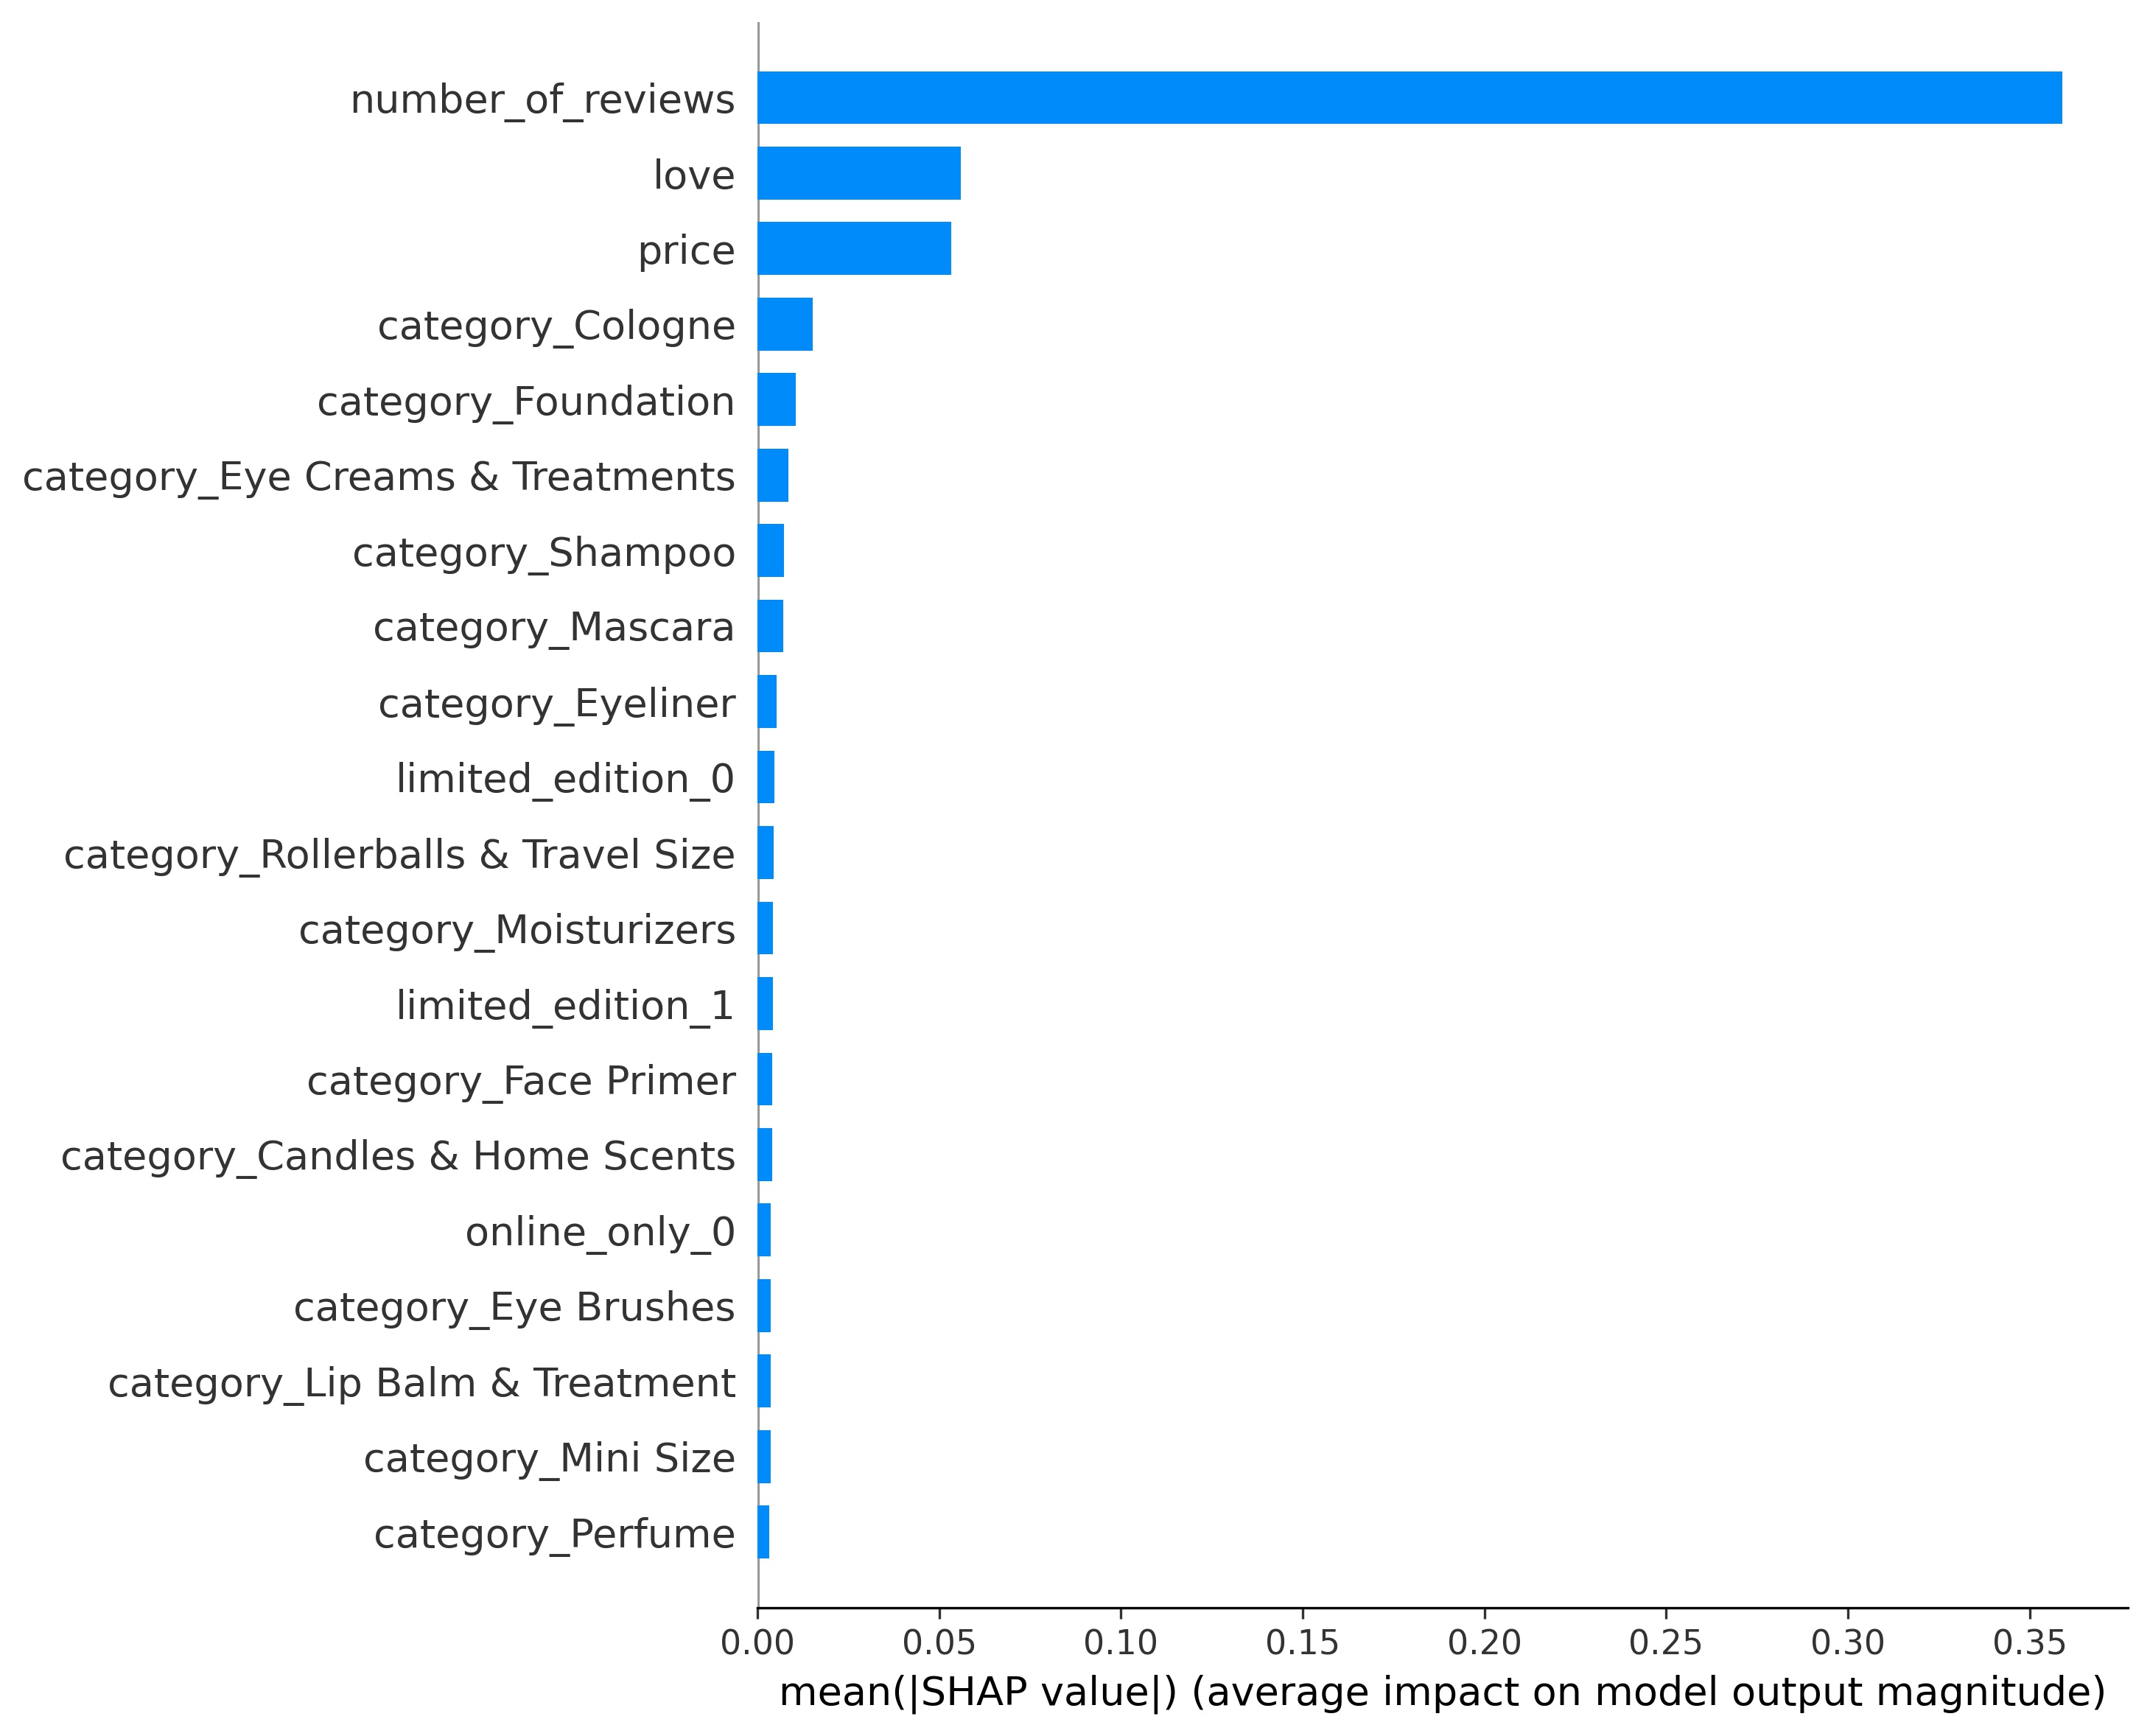 number_of_reviews
love
price
category_Cologne
category_Foundation
category_Eye Creams & Treatments
category_Shampoo
category_Mascara
category_Eyeliner
limited_edition_0
category_Rollerballs & Travel Size
category_Moisturizers
limited_edition_1
category_Face Primer
category_Candles & Home Scents
online_only_0
category_Eye Brushes
category_Lip Balm & Treatment
category_Mini Size
category_Perfume
0.00 0.05 0.10 0.15 0.20 0.25 0.30 0.35
mean(|SHAP value|) (average impact on model output magnitude)